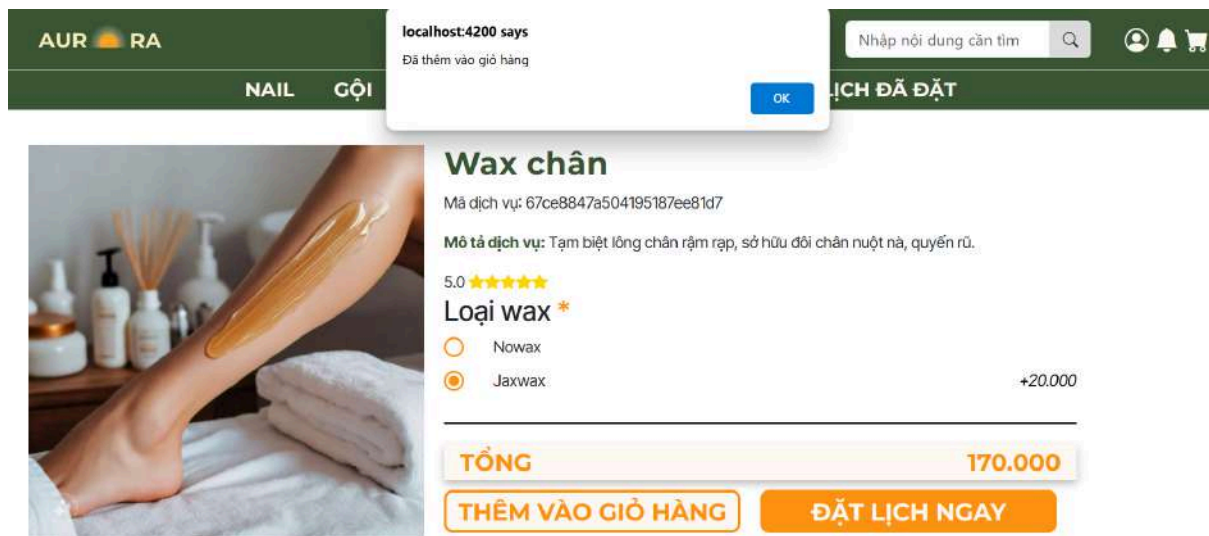 AUR RA
localhost:4200 says
Đã thêm vào giỏ hàng
OK
Nhập nội dung cần tìm
NAIL GỘI LỊCH ĐÃ ĐẶT
Wax chân
Mã dịch vụ: 67ce8847a504195187ee81d7
Mô tả dịch vụ: Tạm biệt lông chân rậm rạp, sở hữu đôi chân nuột nà, quyến rũ.
5.0
Loại wax *
Nowax
Jaxwax +20.000
TỔNG 170.000
THÊM VÀO GIỎ HÀNG ĐẶT LỊCH NGAY